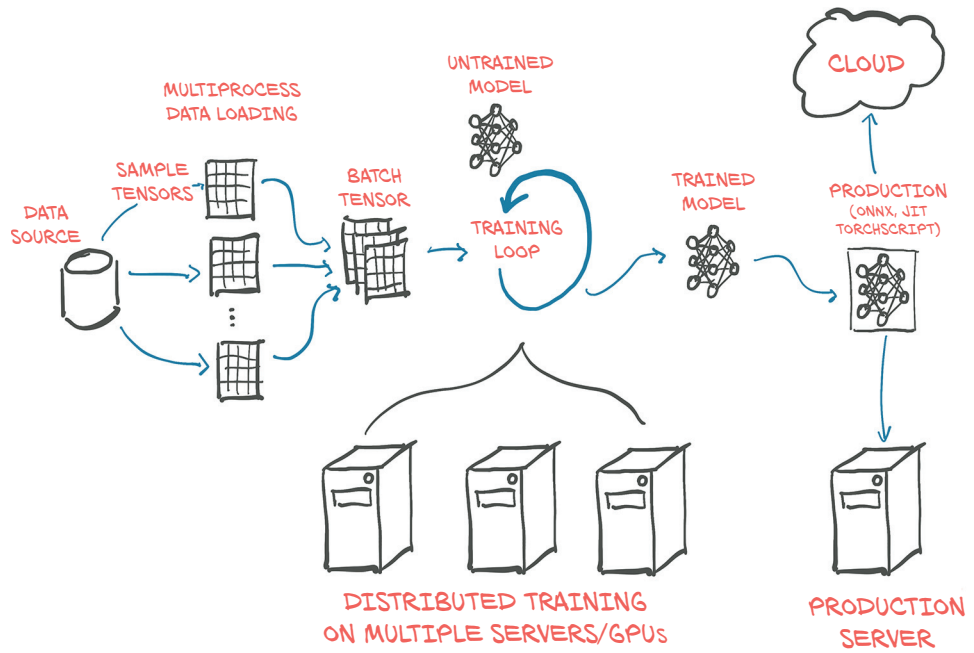 MULTIPROCESS
DATA LOADING
UNTRAINED
MODEL
CLOUD
SAMPLE
TENSORS
BATCH
TENSOR
TRAINED
MODEL
PRODUCTION
(ONNX, JIT
TORCHSCRIPT)
DATA
SOURCE
TRAINING
LOOP
DISTRIBUTED TRAINING
ON MULTIPLE SERVERS/GPUs
PRODUCTION
SERVER